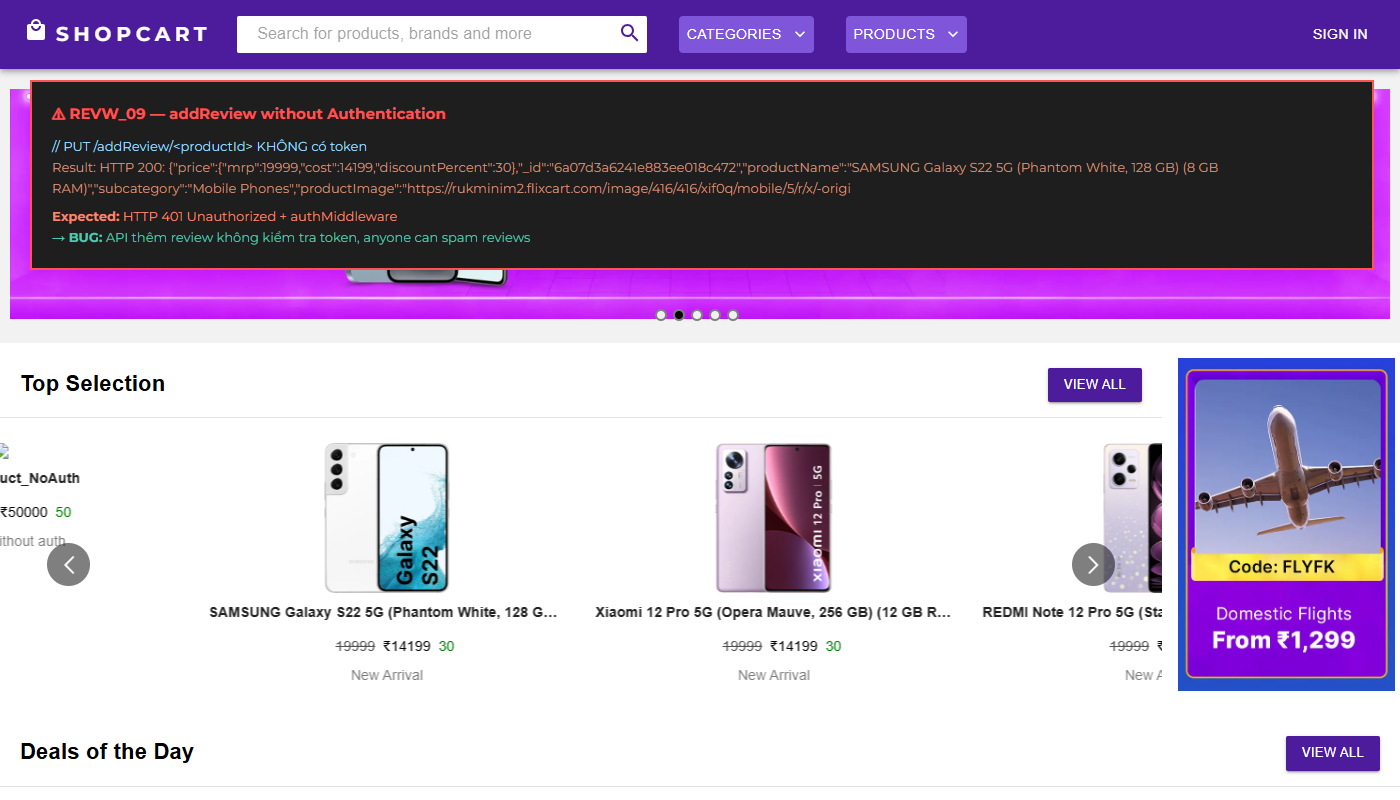 SHOPCART
Search for products, brands and more
CATEGORIES
PRODUCTS
SIGN IN
⚠ REVW_09 — addReview without Authentication
// PUT /addReview/<productId> KHÔNG có token
Result: HTTP 200: {"price":{"mrp":19999,"cost":14199,"discountPercent":30},"_id":"6a07d3a6241e883ee018c472","productName":"SAMSUNG Galaxy S22 5G (Phantom White, 128 GB) (8 GB
RAM)","subcategory":"Mobile Phones","productImage":"https://rukminim2.flixcart.com/image/416/416/xif0q/mobile/5/r/x/-origi
Expected: HTTP 401 Unauthorized + authMiddleware
→ BUG: API thêm review không kiểm tra token, anyone can spam reviews
Top Selection
VIEW ALL
uct_NoAuth
₹50000 50
ithout auth
Galaxy
S22
SAMSUNG Galaxy S22 5G (Phantom White, 128 G...
19999 ₹14199 30
New Arrival
xiaomi 12 Pro | 5G
Xiaomi 12 Pro 5G (Opera Mauve, 256 GB) (12 GB R...
19999 ₹14199 30
New Arrival
REDMI Note 12 Pro 5G (Sta
19999 ₹
New A
Code: FLYFK
Domestic Flights
From ₹1,299
Deals of the Day
VIEW ALL